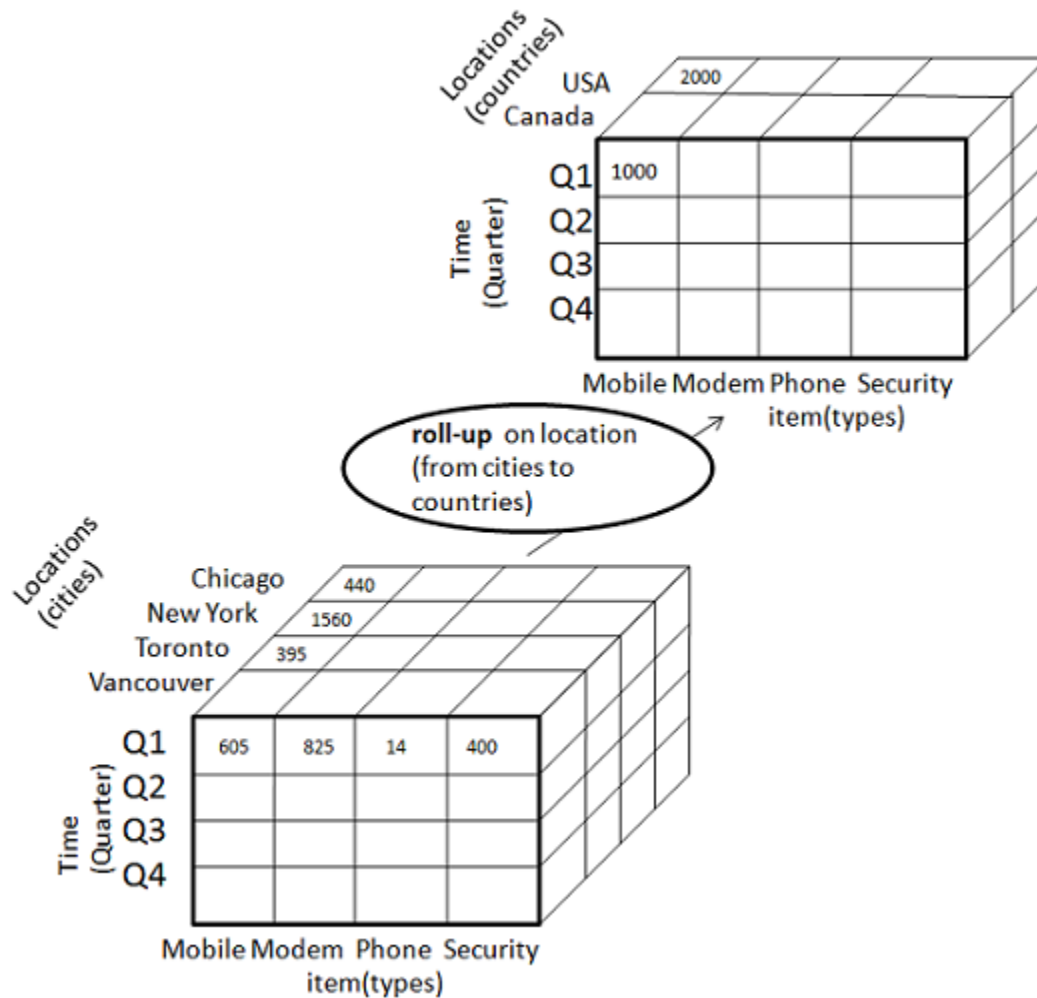 Locations
(countries)
USA
2000
Canada
Q1
1000
Q2
Q3
Q4
Time
(Quarter)
Mobile Modem Phone Security
item(types)
roll-up on location
(from cities to
countries)
Locations
(cities)
Chicago
440
New York
1560
Toronto
395
Vancouver
Q1
605 825 14 400
Q2
Q3
Q4
Time
(Quarter)
Mobile Modem Phone Security
item(types)